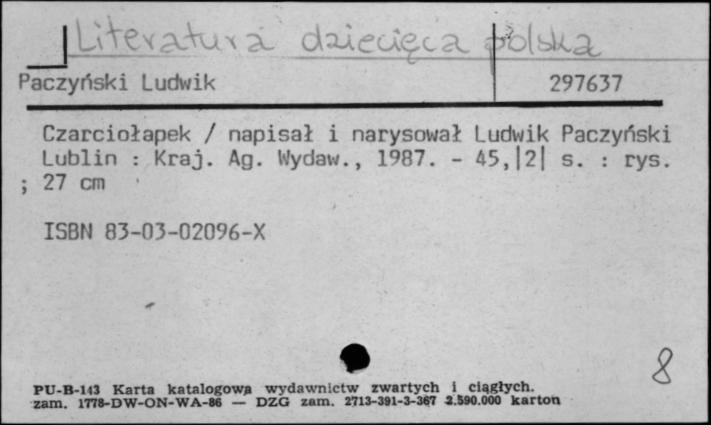 Literatura dziecięca polska
Paczyński Ludwik 297637
Czarciołapek / napisał i narysował Ludwik Paczyński
Lublin : Kraj. Ag. Wydaw., 1987. - 45,|2| s. : rys.
; 27 cm
ISBN 83-03-02096-X
8
PU-B-143 Karta katalogowa wydawnictw zwartych i ciągłych.
zam. 1778-DW-ON-WA-86 — DZG zam. 2713-391-3-367 2.590.000 karton